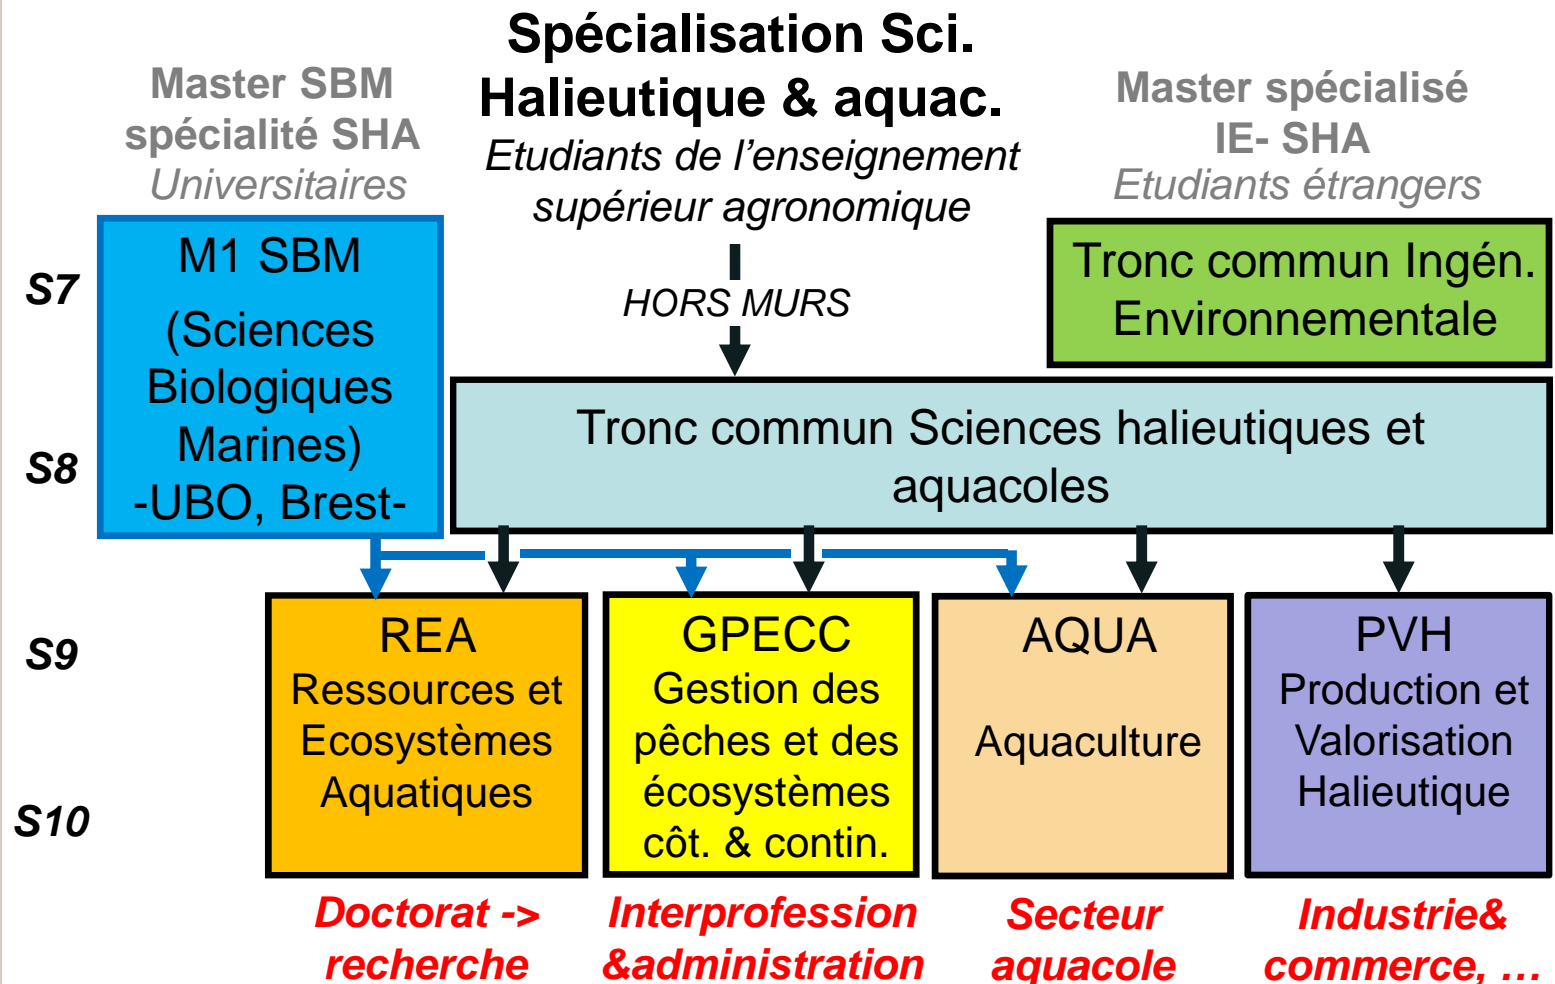 Spécialisation Sci.
Halieutique & aquac.
Etudiants de l’enseignement
supérieur agronomique
Master SBM
spécialité SHA
Universitaires
Master spécialisé
IE- SHA
Etudiants étrangers
S7
M1 SBM
(Sciences
Biologiques
Marines)
-UBO, Brest-
HORS MURS
Tronc commun Ingén.
Environnementale
S8
Tronc commun Sciences halieutiques et
aquacoles
S9
S10
REA
Ressources et
Ecosystèmes
Aquatiques
GPECC
Gestion des
pêches et des
écosystèmes
côt. & contin.
AQUA
Aquaculture
PVH
Production et
Valorisation
Halieutique
Doctorat ->
recherche
Interprofession
&administration
Secteur
aquacole
Industrie&
commerce, …